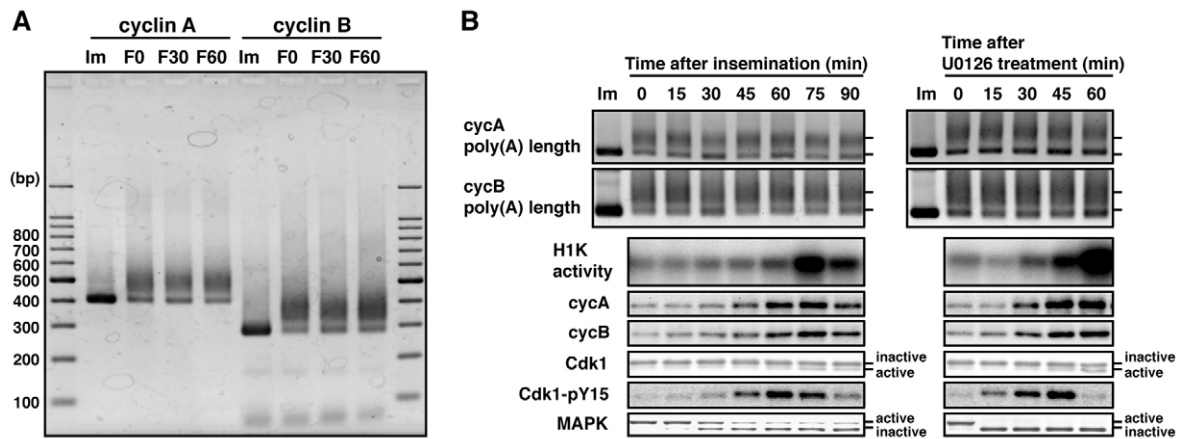 A
cyclin A cyclin B
Im F0 F30 F60 Im F0 F30 F60
(bp)
800
700
600
500
400
300
200
100
B
Time after insemination (min)
Time after
U0126 treatment (min)
Im 0 15 30 45 60 75 90
Im 0 15 30 45 60
cycA
poly(A) length
cycB
poly(A) length
H1K
activity
cycA
cycB
Cdk1
inactive
active
inactive
active
Cdk1-pY15
MAPK
active
inactive
active
inactive